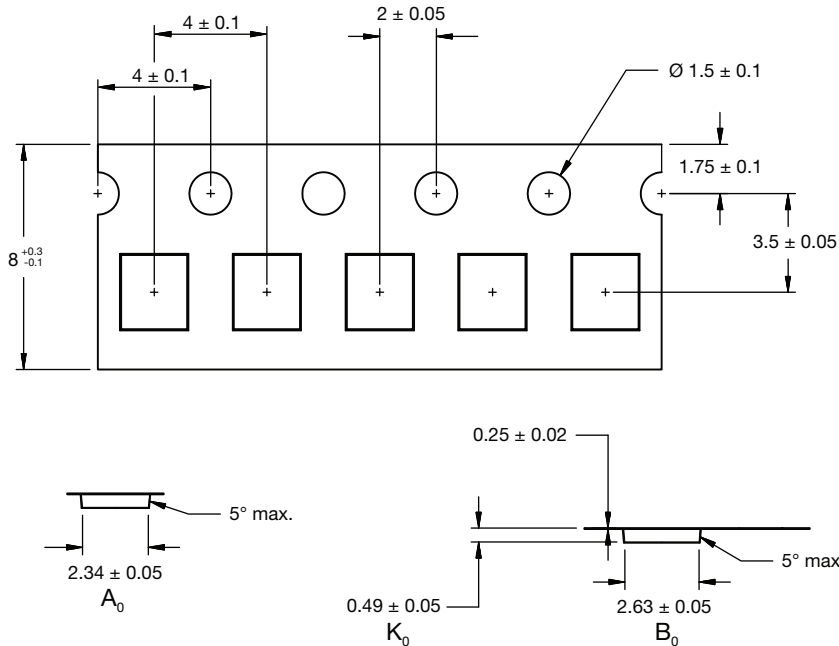 4 ± 0.1
2 ± 0.05
4 ± 0.1
Ø 1.5 ± 0.1
1.75 ± 0.1
3.5 ± 0.05
8 +0.3 -0.1
0.25 ± 0.02
5° max.
5° max.
2.34 ± 0.05
A₀
0.49 ± 0.05
K₀
2.63 ± 0.05
B₀